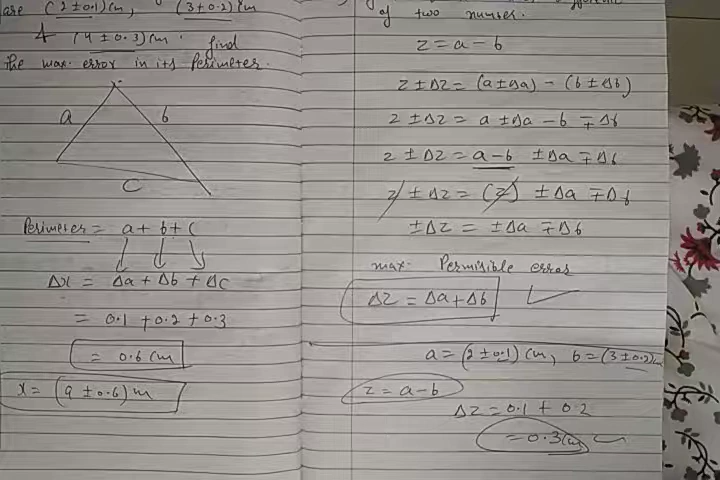 are (2 ± 0.1) cm, (3 ± 0.2) cm
4 (4 ± 0.3) cm. find
the max. error in its Perimeter.
a
b
C
Perimeter = a + b + c
Δx = Δa + Δb + Δc
= 0.1 + 0.2 + 0.3
= 0.6 cm
x = (9 ± 0.6) m
of two number.
z = a - b
z ± Δz = (a ± Δa) - (b ± Δb)
z ± Δz = a ± Δa - b ∓ Δb
z ± Δz = a - b ± Δa ∓ Δb
z ± Δz = (z) ± Δa ∓ Δb
± Δz = ± Δa ∓ Δb
max. Permisible error
Δz = Δa + Δb
a = (2 ± 0.1) cm, b = (3 ± 0.2) cm
z = a - b
Δz = 0.1 + 0.2
= 0.3 cm